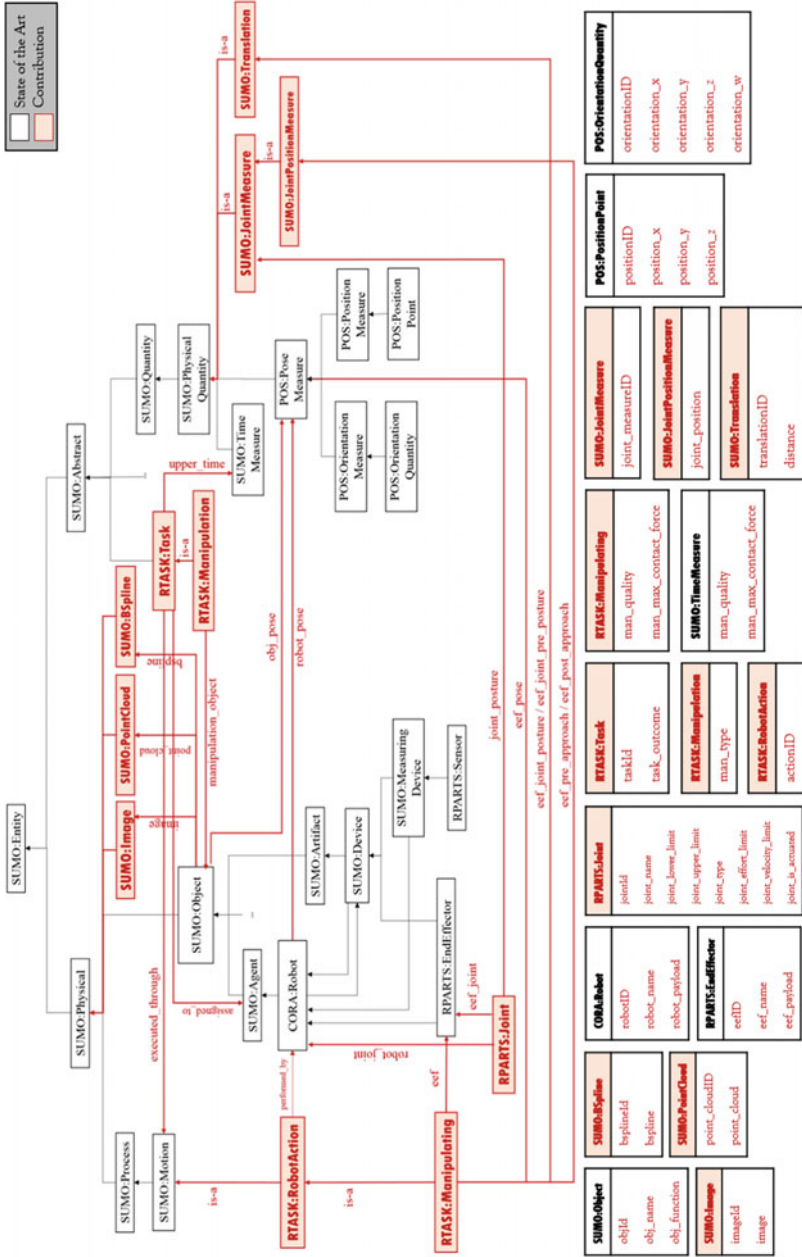 State of the Art
Contribution
SUMO:Entity
SUMO:Physical
SUMO:Abstract
SUMO:Process
SUMO:Quantity
SUMO:Motion
executed_through
SUMO:Object
SUMO:Image
SUMO:PointCloud
SUMO:BSpline
image
point_cloud
bspline
RTASK:Task
is-a
RTASK:Manipulation
manipulation_object
upper_time
SUMO:Physical
Quantity
SUMO:Time
Measure
is-a
SUMO:Translation
is-a
SUMO:JointMeasure
is-a
SUMO:JointPositionMeasure
assigned_to
SUMO:Agent
SUMO:Artifact
obj_pose
POS:Pose
Measure
is-a
RTASK:RobotAction
performed_by
CORA:Robot
SUMO:Device
robot_pose
POS:Orientation
Measure
POS:Position
Measure
SUMO:Measuring
Device
POS:Orientation
Quantity
POS:Position
Point
is-a
robot_joint
RPARTS:EndEffector
RPARTS:Sensor
RTASK:Manipulating
eef
eef_joint
RPARTS:Joint
joint_posture
eef_pose
eef_joint_posture / eef_joint_pre_posture
eef_pre_approach / eef_post_approach
SUMO:Object
objId
obj_name
obj_function
SUMO:Image
imageId
image
SUMO:BSpline
bsplineId
bspline
SUMO:PointCloud
point_cloudID
point_cloud
CORA:Robot
robotID
robot_name
robot_payload
RPARTS:EndEffector
eefID
eef_name
eef_payload
RPARTS:Joint
jointId
joint_name
joint_lower_limit
joint_upper_limit
joint_type
joint_effort_limit
joint_velocity_limit
joint_is_actuated
RTASK:Task
taskId
task_outcome
RTASK:Manipulation
man_type
RTASK:RobotAction
actionID
RTASK:Manipulating
man_quality
man_max_contact_force
SUMO:TimeMeasure
man_quality
man_max_contact_force
SUMO:JointMeasure
joint_measureID
SUMO:JointPositionMeasure
joint_position
SUMO:Translation
translationID
distance
POS:PositionPoint
positionID
position_x
position_y
position_z
POS:OrientationQuantity
orientationID
orientation_x
orientation_y
orientation_z
orientation_w